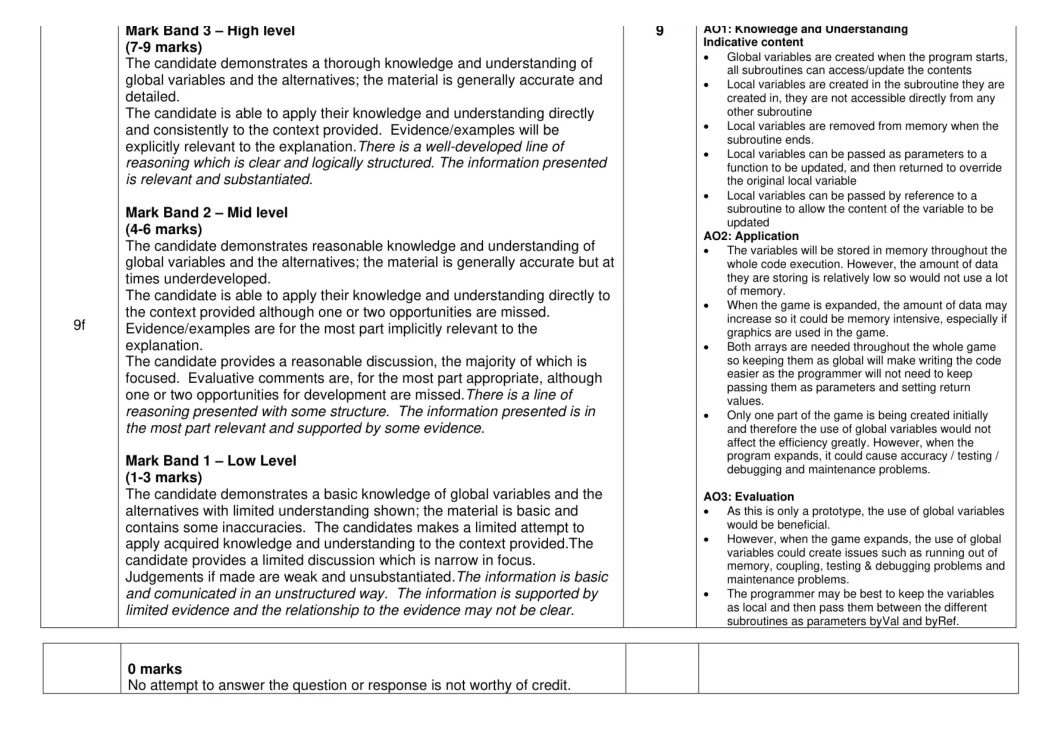 Mark Band 3 – High level
(7-9 marks)
The candidate demonstrates a thorough knowledge and understanding of
global variables and the alternatives; the material is generally accurate and
detailed.
The candidate is able to apply their knowledge and understanding directly
and consistently to the context provided.  Evidence/examples will be
explicitly relevant to the explanation.There is a well-developed line of
reasoning which is clear and logically structured. The information presented
is relevant and substantiated.
Mark Band 2 – Mid level
(4-6 marks)
The candidate demonstrates reasonable knowledge and understanding of
global variables and the alternatives; the material is generally accurate but at
times underdeveloped.
The candidate is able to apply their knowledge and understanding directly to
the context provided although one or two opportunities are missed.
Evidence/examples are for the most part implicitly relevant to the
explanation.
The candidate provides a reasonable discussion, the majority of which is
focused.  Evaluative comments are, for the most part appropriate, although
one or two opportunities for development are missed.There is a line of
reasoning presented with some structure.  The information presented is in
the most part relevant and supported by some evidence.
Mark Band 1 – Low Level
(1-3 marks)
The candidate demonstrates a basic knowledge of global variables and the
alternatives with limited understanding shown; the material is basic and
contains some inaccuracies.  The candidates makes a limited attempt to
apply acquired knowledge and understanding to the context provided.The
candidate provides a limited discussion which is narrow in focus.
Judgements if made are weak and unsubstantiated.The information is basic
and comunicated in an unstructured way.  The information is supported by
limited evidence and the relationship to the evidence may not be clear.
9f
9
AO1: Knowledge and Understanding
Indicative content
• Global variables are created when the program starts,
all subroutines can access/update the contents
• Local variables are created in the subroutine they are
created in, they are not accessible directly from any
other subroutine
• Local variables are removed from memory when the
subroutine ends.
• Local variables can be passed as parameters to a
function to be updated, and then returned to override
the original local variable
• Local variables can be passed by reference to a
subroutine to allow the content of the variable to be
updated
AO2: Application
• The variables will be stored in memory throughout the
whole code execution. However, the amount of data
they are storing is relatively low so would not use a lot
of memory.
• When the game is expanded, the amount of data may
increase so it could be memory intensive, especially if
graphics are used in the game.
• Both arrays are needed throughout the whole game
so keeping them as global will make writing the code
easier as the programmer will not need to keep
passing them as parameters and setting return
values.
• Only one part of the game is being created initially
and therefore the use of global variables would not
affect the efficiency greatly. However, when the
program expands, it could cause accuracy / testing /
debugging and maintenance problems.
AO3: Evaluation
• As this is only a prototype, the use of global variables
would be beneficial.
• However, when the game expands, the use of global
variables could create issues such as running out of
memory, coupling, testing & debugging problems and
maintenance problems.
• The programmer may be best to keep the variables
as local and then pass them between the different
subroutines as parameters byVal and byRef.
0 marks
No attempt to answer the question or response is not worthy of credit.